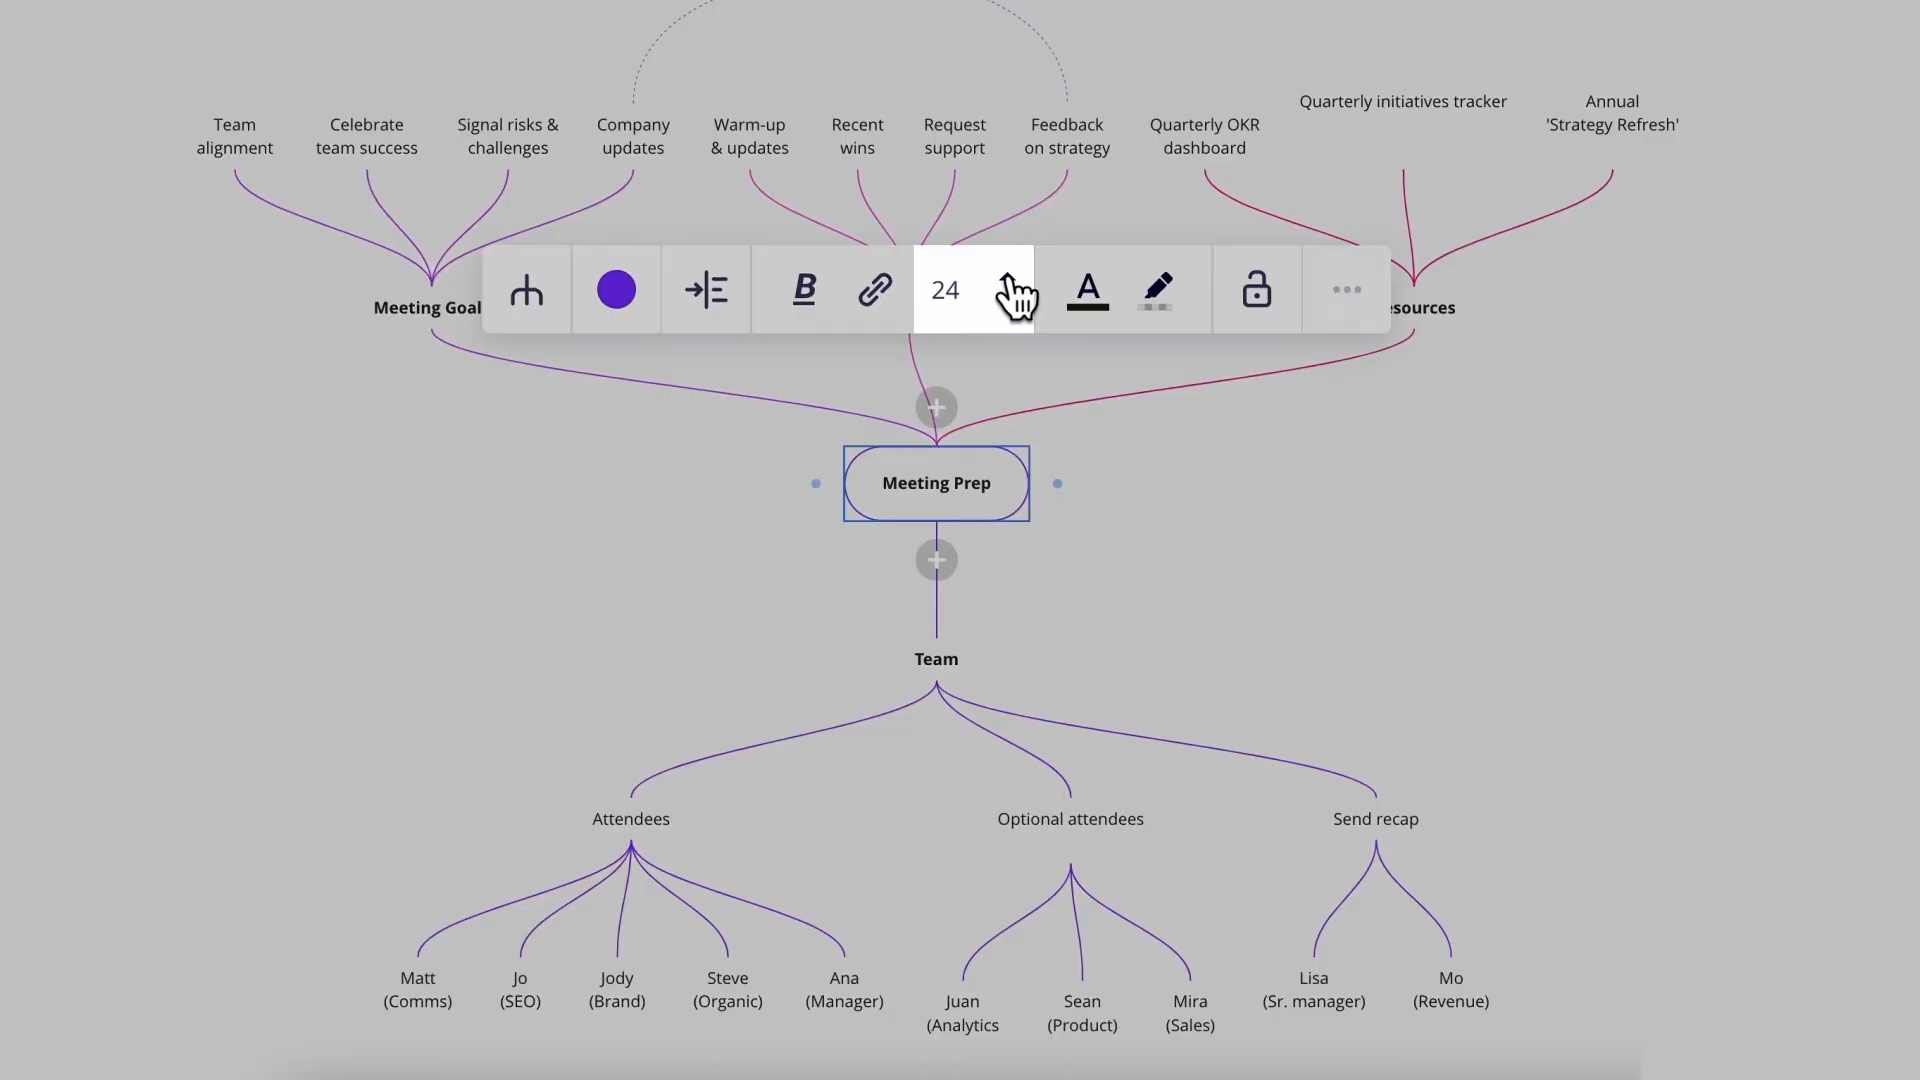 Quarterly initiatives tracker
Annual
'Strategy Refresh'
Team
alignment
Celebrate
team success
Signal risks &
challenges
Company
updates
Warm-up
& updates
Recent
wins
Request
support
Feedback
on strategy
Quarterly OKR
dashboard
Meeting Goal
B
24
A
esources
Meeting Prep
Team
Attendees
Optional attendees
Send recap
Matt
(Comms)
Jo
(SEO)
Jody
(Brand)
Steve
(Organic)
Ana
(Manager)
Juan
(Analytics
Sean
(Product)
Mira
(Sales)
Lisa
(Sr. manager)
Mo
(Revenue)